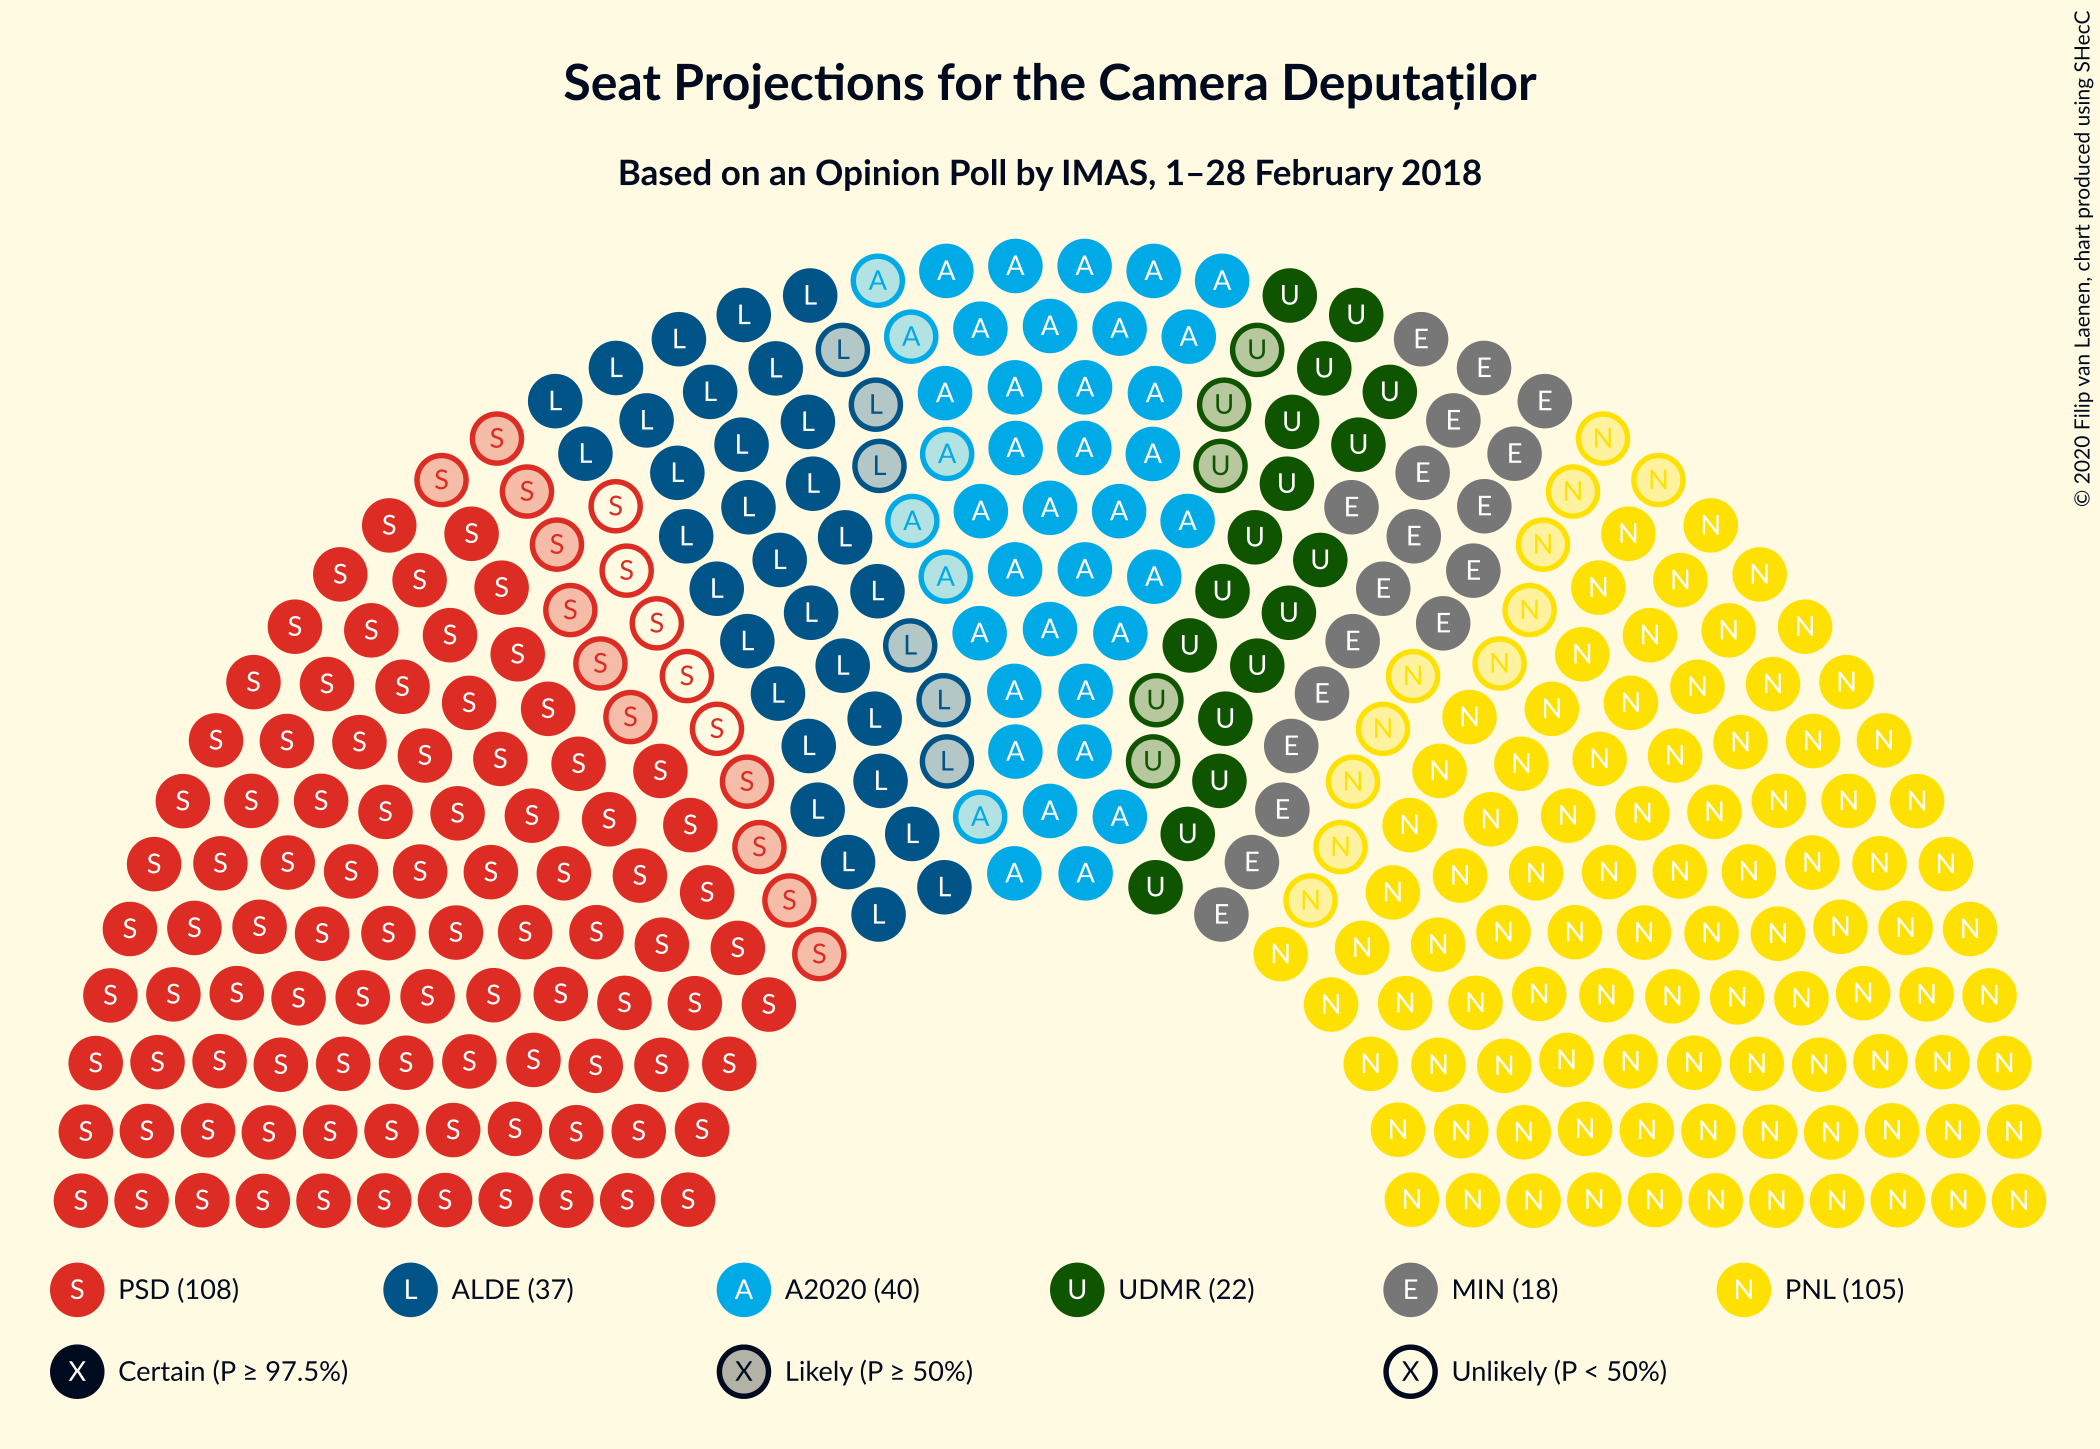 Seat Projections for the Camera Deputaților
Based on an Opinion Poll by IMAS, 1–28 February 2018
© 2020 Filip van Laenen, chart produced using SHecC
S PSD (108) L ALDE (37) A A2020 (40) U UDMR (22) E MIN (18) N PNL (105)
X Certain (P ≥ 97.5%) X Likely (P ≥ 50%) X Unlikely (P < 50%)